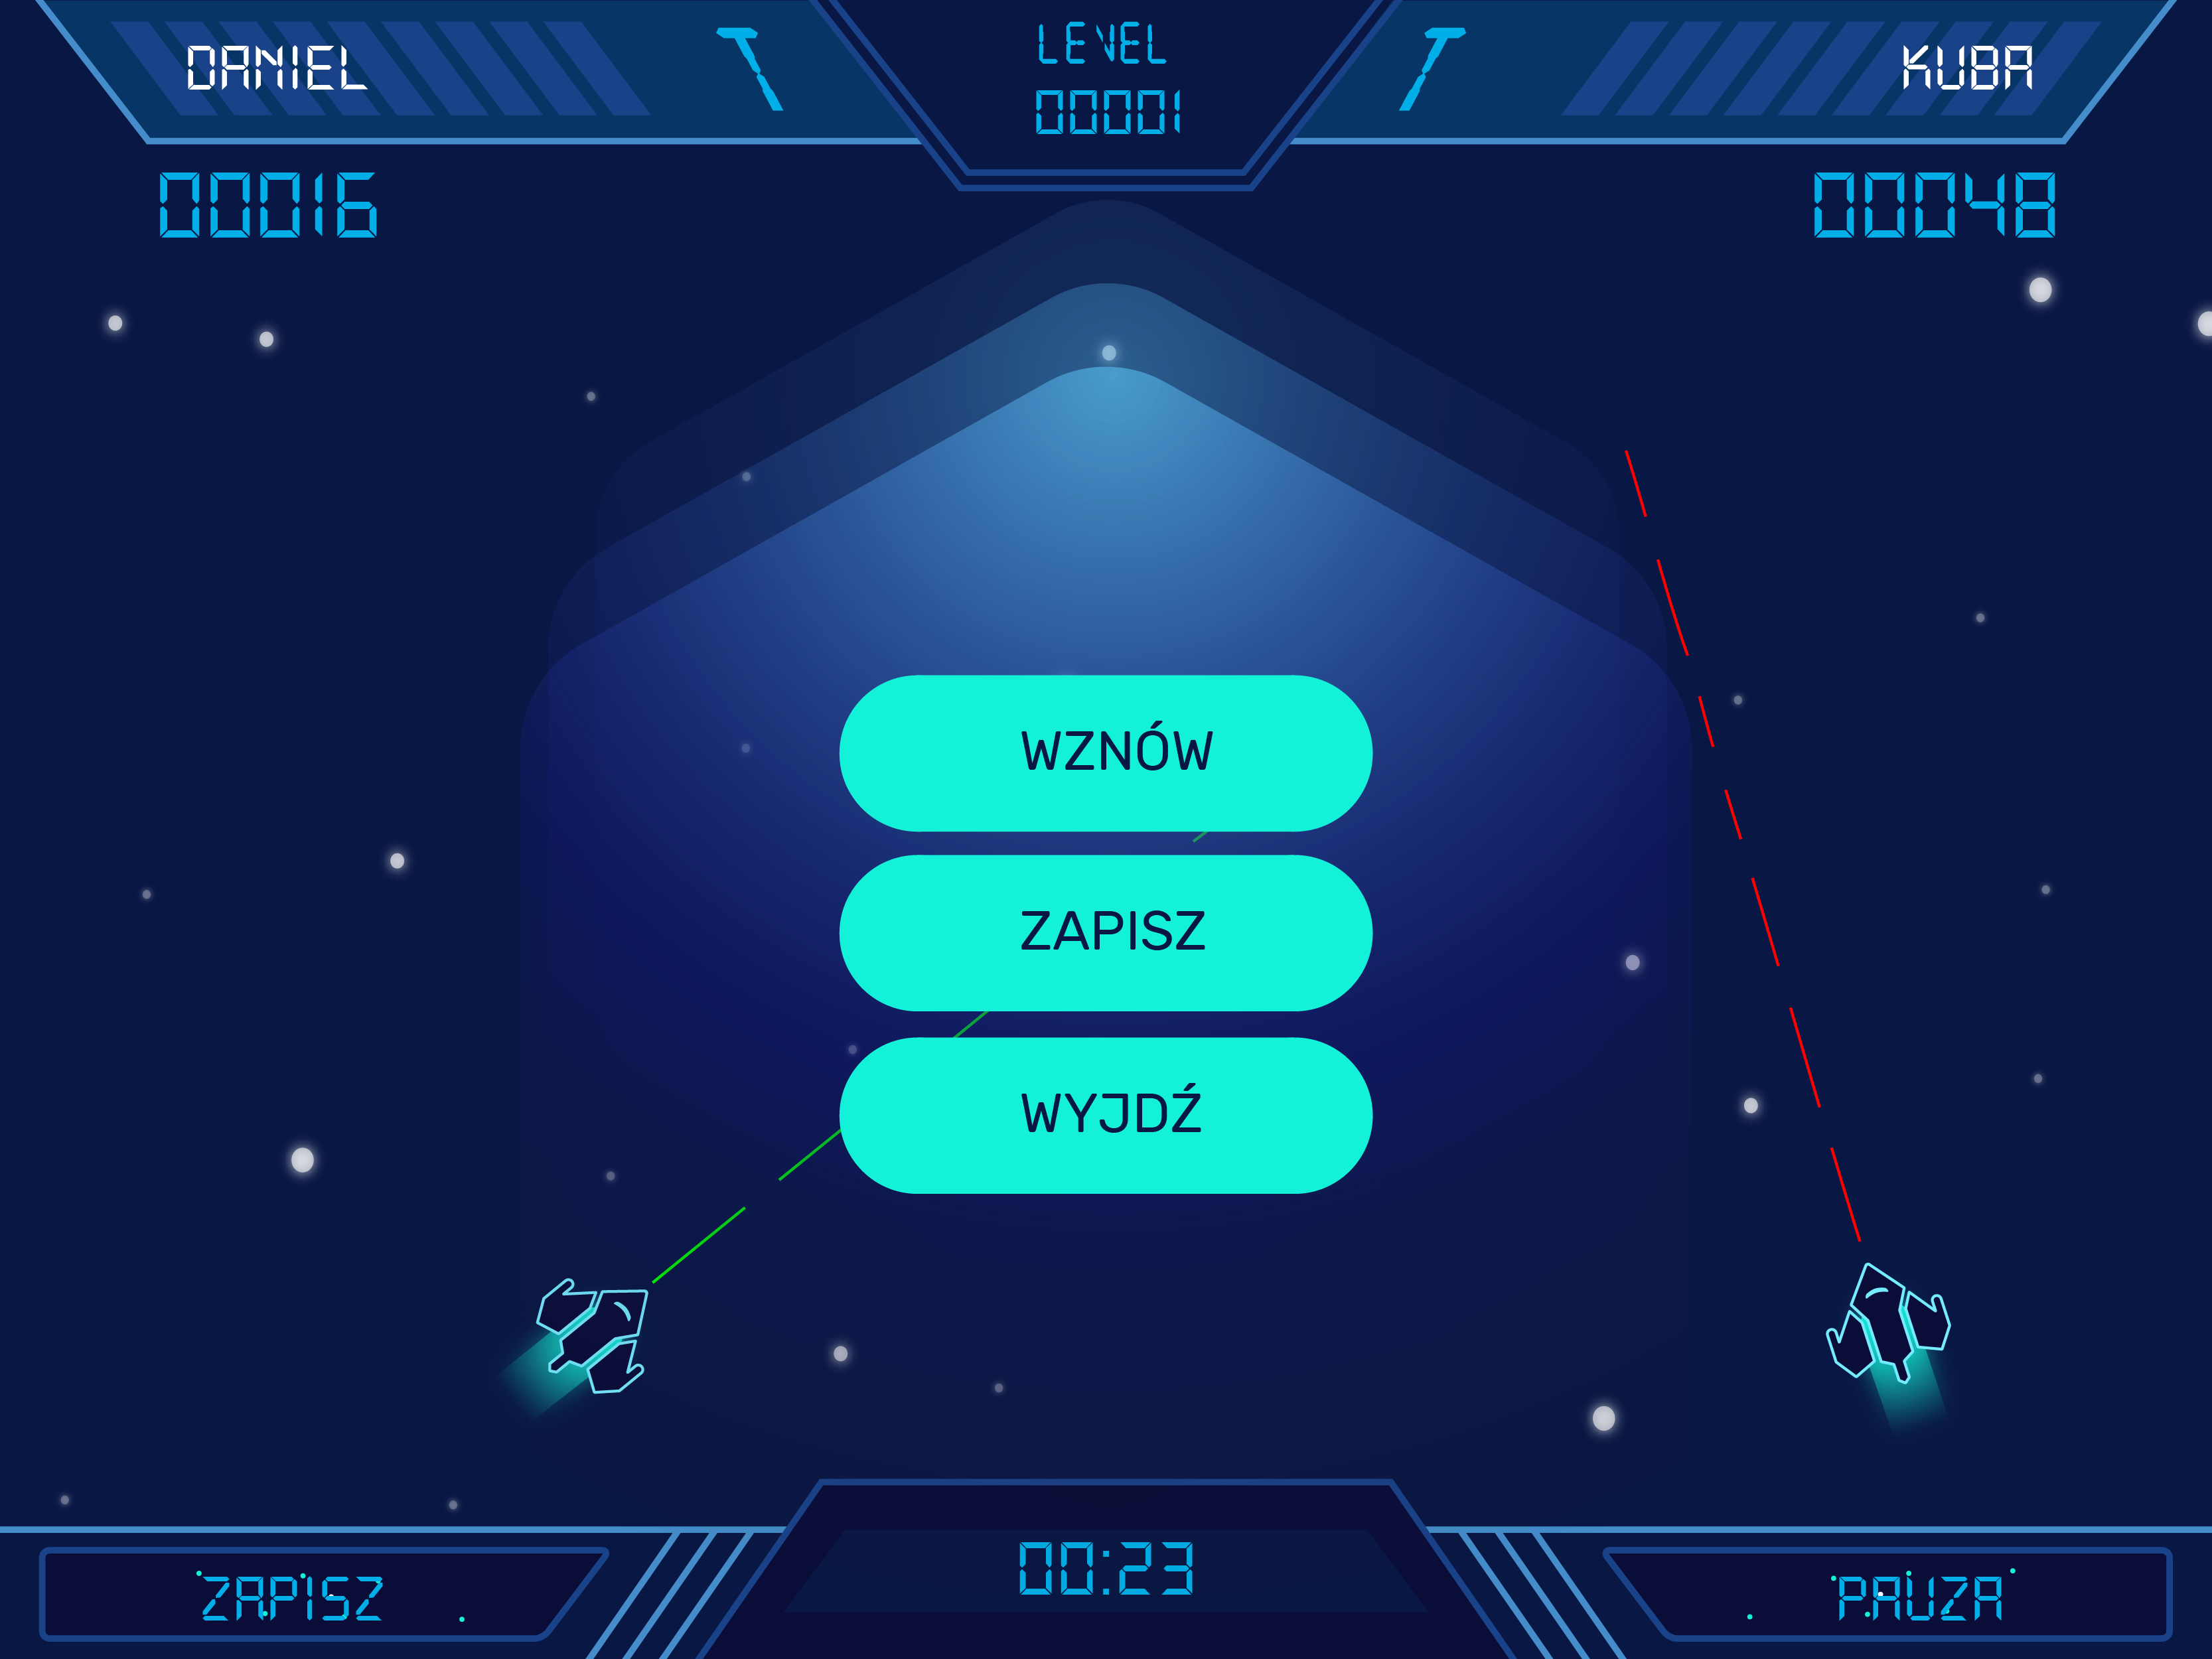 DANIEL
LEVEL
00001
KUBA
00016
00048
WZNÓW
ZAPISZ
WYJDŹ
00:23
ZAPISZ
PAUZA